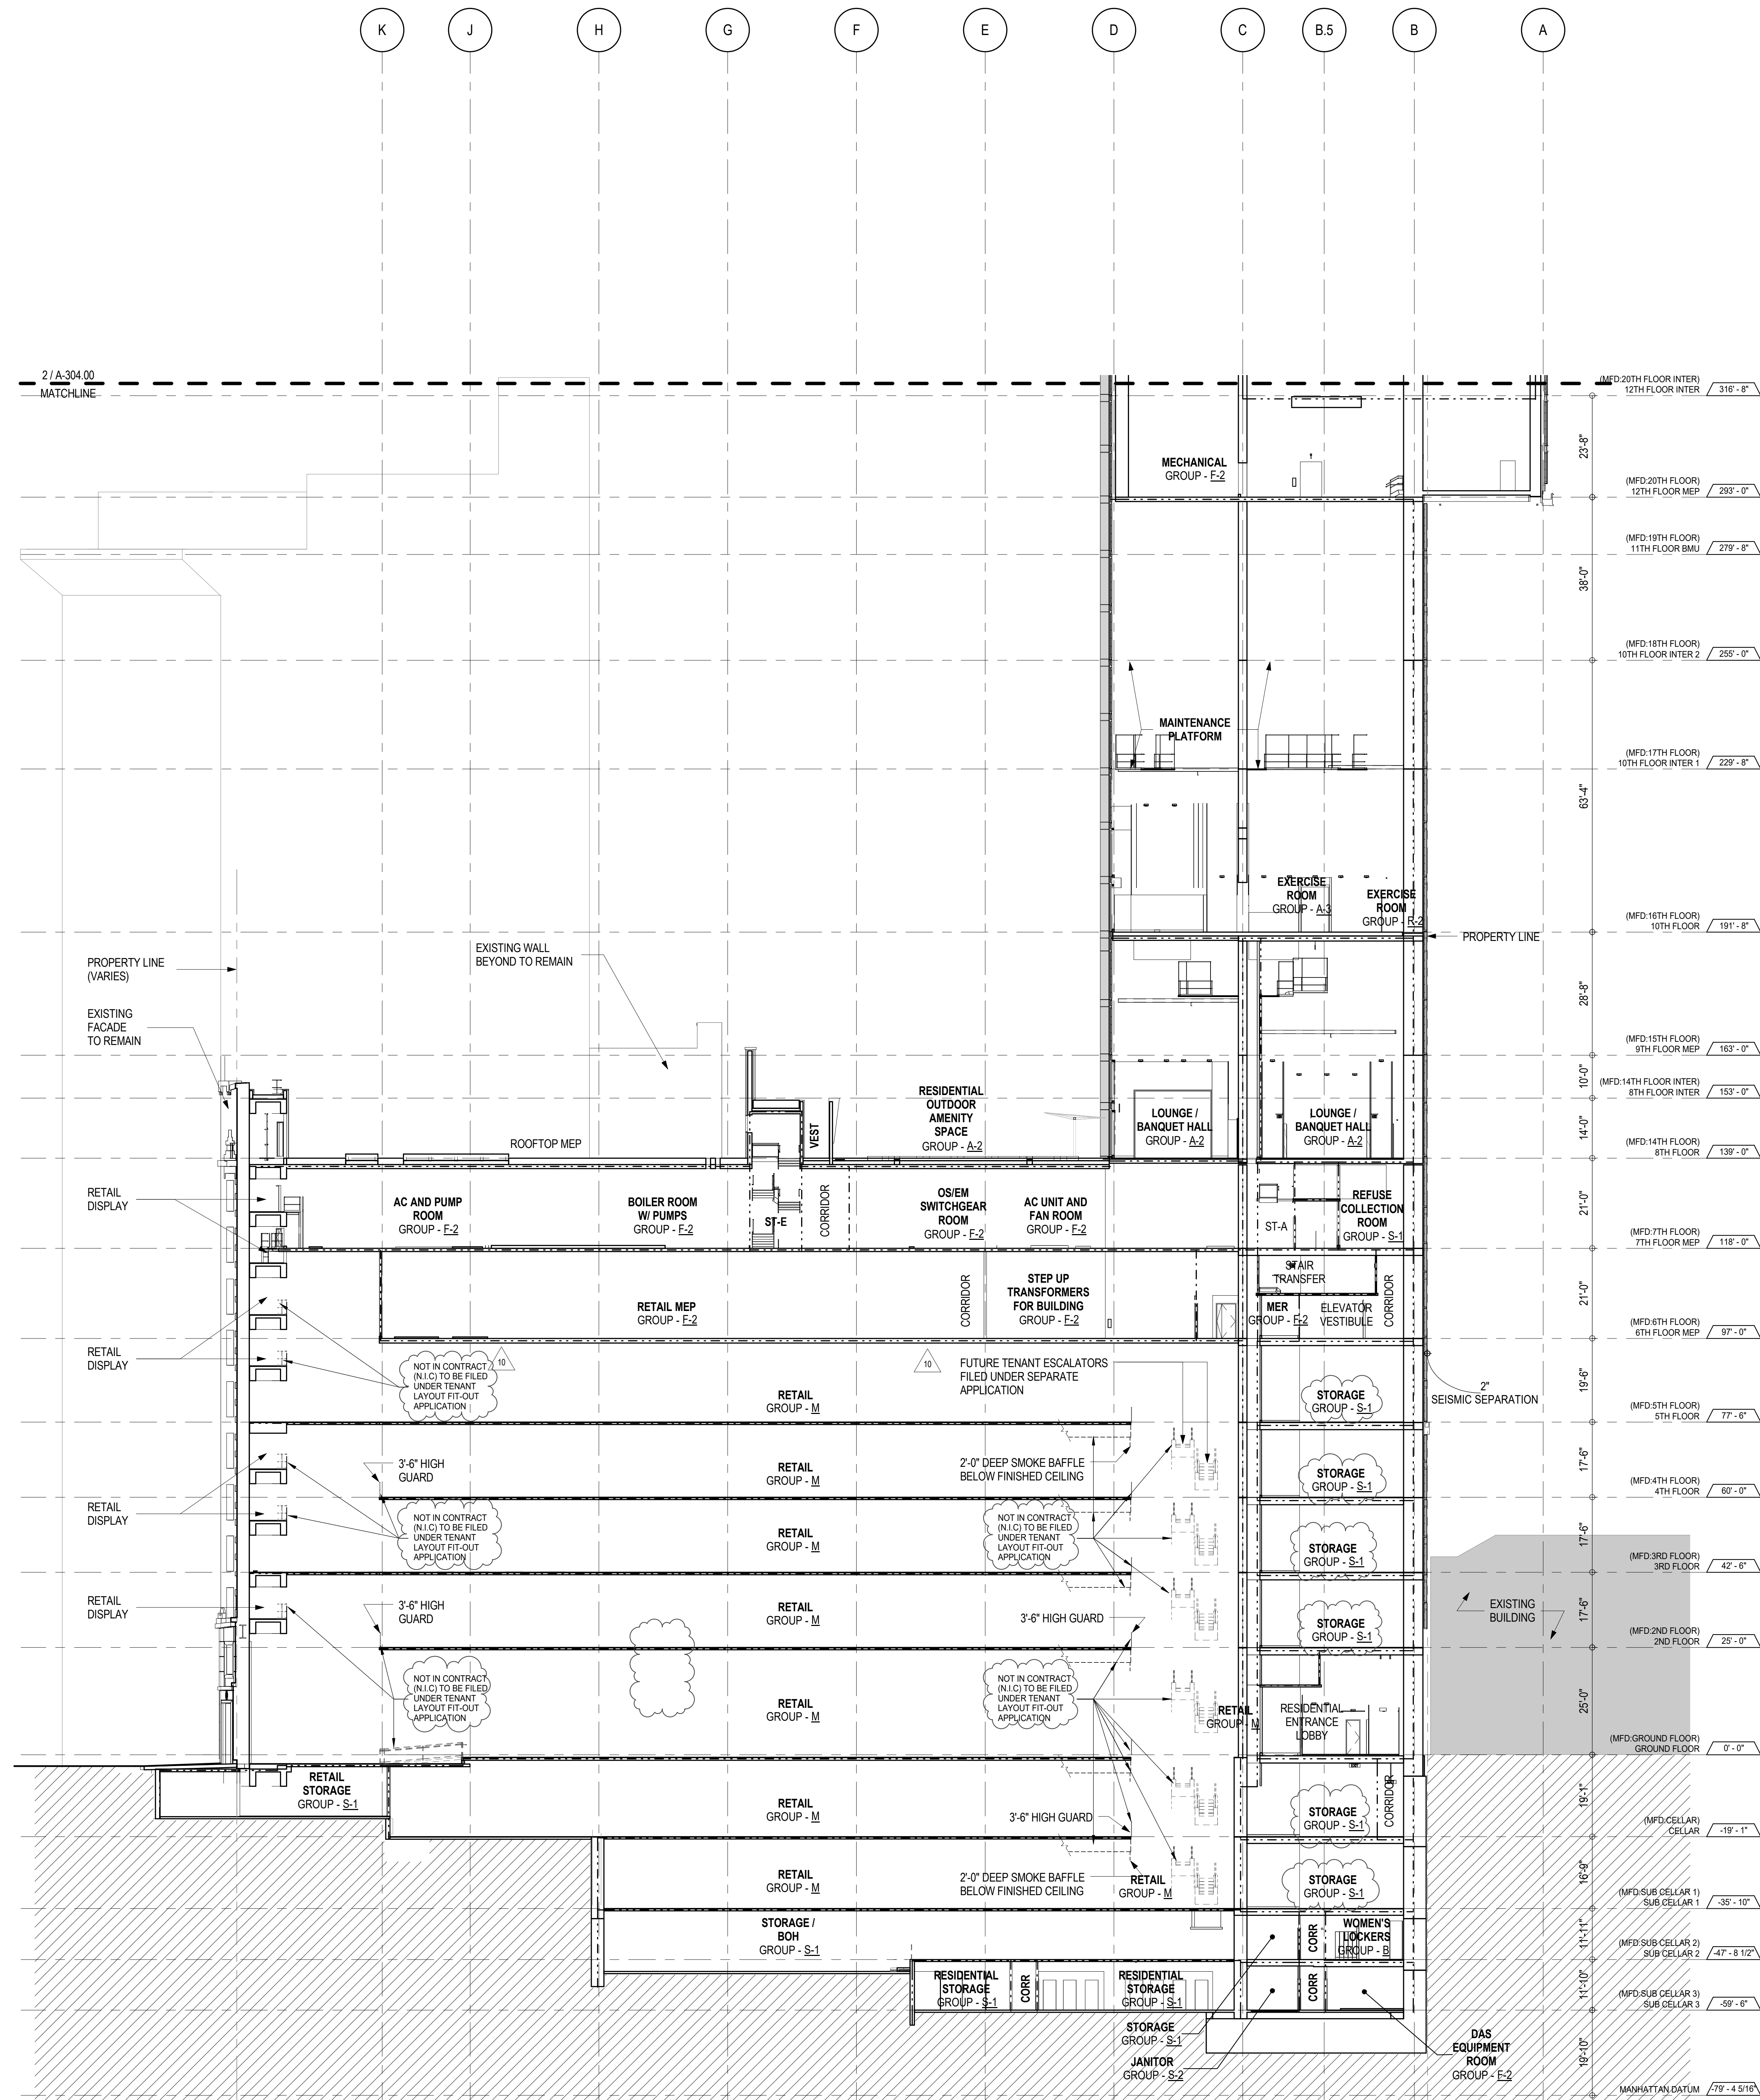 K
J
H
G
F
E
D
C
B.5
B
A
2 / A-304.00
MATCHLINE
(MFD:20TH FLOOR INTER)
12TH FLOOR INTER
316' - 8"
23'-8"
MECHANICAL
GROUP - F-2
(MFD:20TH FLOOR)
12TH FLOOR MEP
293' - 0"
(MFD:19TH FLOOR)
11TH FLOOR BMU
279' - 8"
38'-0"
(MFD:18TH FLOOR)
10TH FLOOR INTER 2
255' - 0"
MAINTENANCE
PLATFORM
(MFD:17TH FLOOR)
10TH FLOOR INTER 1
229' - 8"
63'-4"
EXERCISE
ROOM
GROUP - A-3
EXERCISE
ROOM
GROUP - R-2
(MFD:16TH FLOOR)
10TH FLOOR
191' - 8"
PROPERTY LINE
EXISTING WALL
BEYOND TO REMAIN
PROPERTY LINE
(VARIES)
28'-8"
EXISTING
FACADE
TO REMAIN
(MFD:15TH FLOOR)
9TH FLOOR MEP
163' - 0"
10'-0"
(MFD:14TH FLOOR INTER)
8TH FLOOR INTER
153' - 0"
RESIDENTIAL
OUTDOOR
AMENITY
SPACE
GROUP - A-2
LOUNGE /
BANQUET HALL
GROUP - A-2
LOUNGE /
BANQUET HALL
GROUP - A-2
14'-0"
VEST
ROOFTOP MEP
(MFD:14TH FLOOR)
8TH FLOOR
139' - 0"
RETAIL
DISPLAY
AC AND PUMP
ROOM
GROUP - F-2
BOILER ROOM
W/ PUMPS
GROUP - F-2
ST-E
CORRIDOR
OS/EM
SWITCHGEAR
ROOM
GROUP - F-2
AC UNIT AND
FAN ROOM
GROUP - F-2
ST-A
REFUSE
COLLECTION
ROOM
GROUP - S-1
21'-0"
(MFD:7TH FLOOR)
7TH FLOOR MEP
118' - 0"
STAIR
TRANSFER
RETAIL MEP
GROUP - F-2
CORRIDOR
STEP UP
TRANSFORMERS
FOR BUILDING
GROUP - F-2
MER
GROUP - F-2
ELEVATOR
VESTIBULE
CORRIDOR
21'-0"
(MFD:6TH FLOOR)
6TH FLOOR MEP
97' - 0"
RETAIL
DISPLAY
NOT IN CONTRACT
(N.I.C) TO BE FILED
UNDER TENANT
LAYOUT FIT-OUT
APPLICATION
10
RETAIL
GROUP - M
10
FUTURE TENANT ESCALATORS
FILED UNDER SEPARATE
APPLICATION
STORAGE
GROUP - S-1
2"
SEISMIC SEPARATION
19'-6"
(MFD:5TH FLOOR)
5TH FLOOR
77' - 6"
3'-6" HIGH
GUARD
RETAIL
GROUP - M
2'-0" DEEP SMOKE BAFFLE
BELOW FINISHED CEILING
STORAGE
GROUP - S-1
17'-6"
(MFD:4TH FLOOR)
4TH FLOOR
60' - 0"
RETAIL
DISPLAY
NOT IN CONTRACT
(N.I.C) TO BE FILED
UNDER TENANT
LAYOUT FIT-OUT
APPLICATION
RETAIL
GROUP - M
NOT IN CONTRACT
(N.I.C) TO BE FILED
UNDER TENANT
LAYOUT FIT-OUT
APPLICATION
STORAGE
GROUP - S-1
17'-6"
(MFD:3RD FLOOR)
3RD FLOOR
42' - 6"
RETAIL
DISPLAY
3'-6" HIGH
GUARD
RETAIL
GROUP - M
3'-6" HIGH GUARD
STORAGE
GROUP - S-1
EXISTING
BUILDING
17'-6"
(MFD:2ND FLOOR)
2ND FLOOR
25' - 0"
NOT IN CONTRACT
(N.I.C) TO BE FILED
UNDER TENANT
LAYOUT FIT-OUT
APPLICATION
RETAIL
GROUP - M
NOT IN CONTRACT
(N.I.C) TO BE FILED
UNDER TENANT
LAYOUT FIT-OUT
APPLICATION
RETAIL
GROUP - M
RESIDENTIAL
ENTRANCE
LOBBY
25'-0"
(MFD:GROUND FLOOR)
GROUND FLOOR
0' - 0"
RETAIL
STORAGE
GROUP - S-1
RETAIL
GROUP - M
3'-6" HIGH GUARD
STORAGE
GROUP - S-1
CORRIDOR
19'-1"
(MFD:CELLAR)
CELLAR
-19' - 1"
RETAIL
GROUP - M
2'-0" DEEP SMOKE BAFFLE
BELOW FINISHED CEILING
RETAIL
GROUP - M
STORAGE
GROUP - S-1
16'-9"
(MFD:SUB CELLAR 1)
SUB CELLAR 1
-35' - 10"
STORAGE /
BOH
GROUP - S-1
CORR
WOMEN'S
LOCKERS
GROUP - B
11'-11"
(MFD:SUB CELLAR 2)
SUB CELLAR 2
-47' - 8 1/2"
RESIDENTIAL
STORAGE
GROUP - S-1
CORR
RESIDENTIAL
STORAGE
GROUP - S-1
CORR
11'-10"
(MFD:SUB CELLAR 3)
SUB CELLAR 3
-59' - 6"
STORAGE
GROUP - S-1
JANITOR
GROUP - S-2
DAS
EQUIPMENT
ROOM
GROUP - F-2
19'-10"
MANHATTAN DATUM
-79' - 4 5/16"